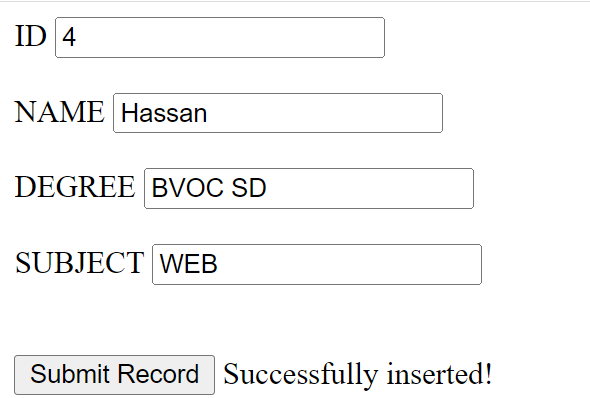 ID 4
NAME Hassan
DEGREE BVOC SD
SUBJECT WEB
Submit Record Successfully inserted!